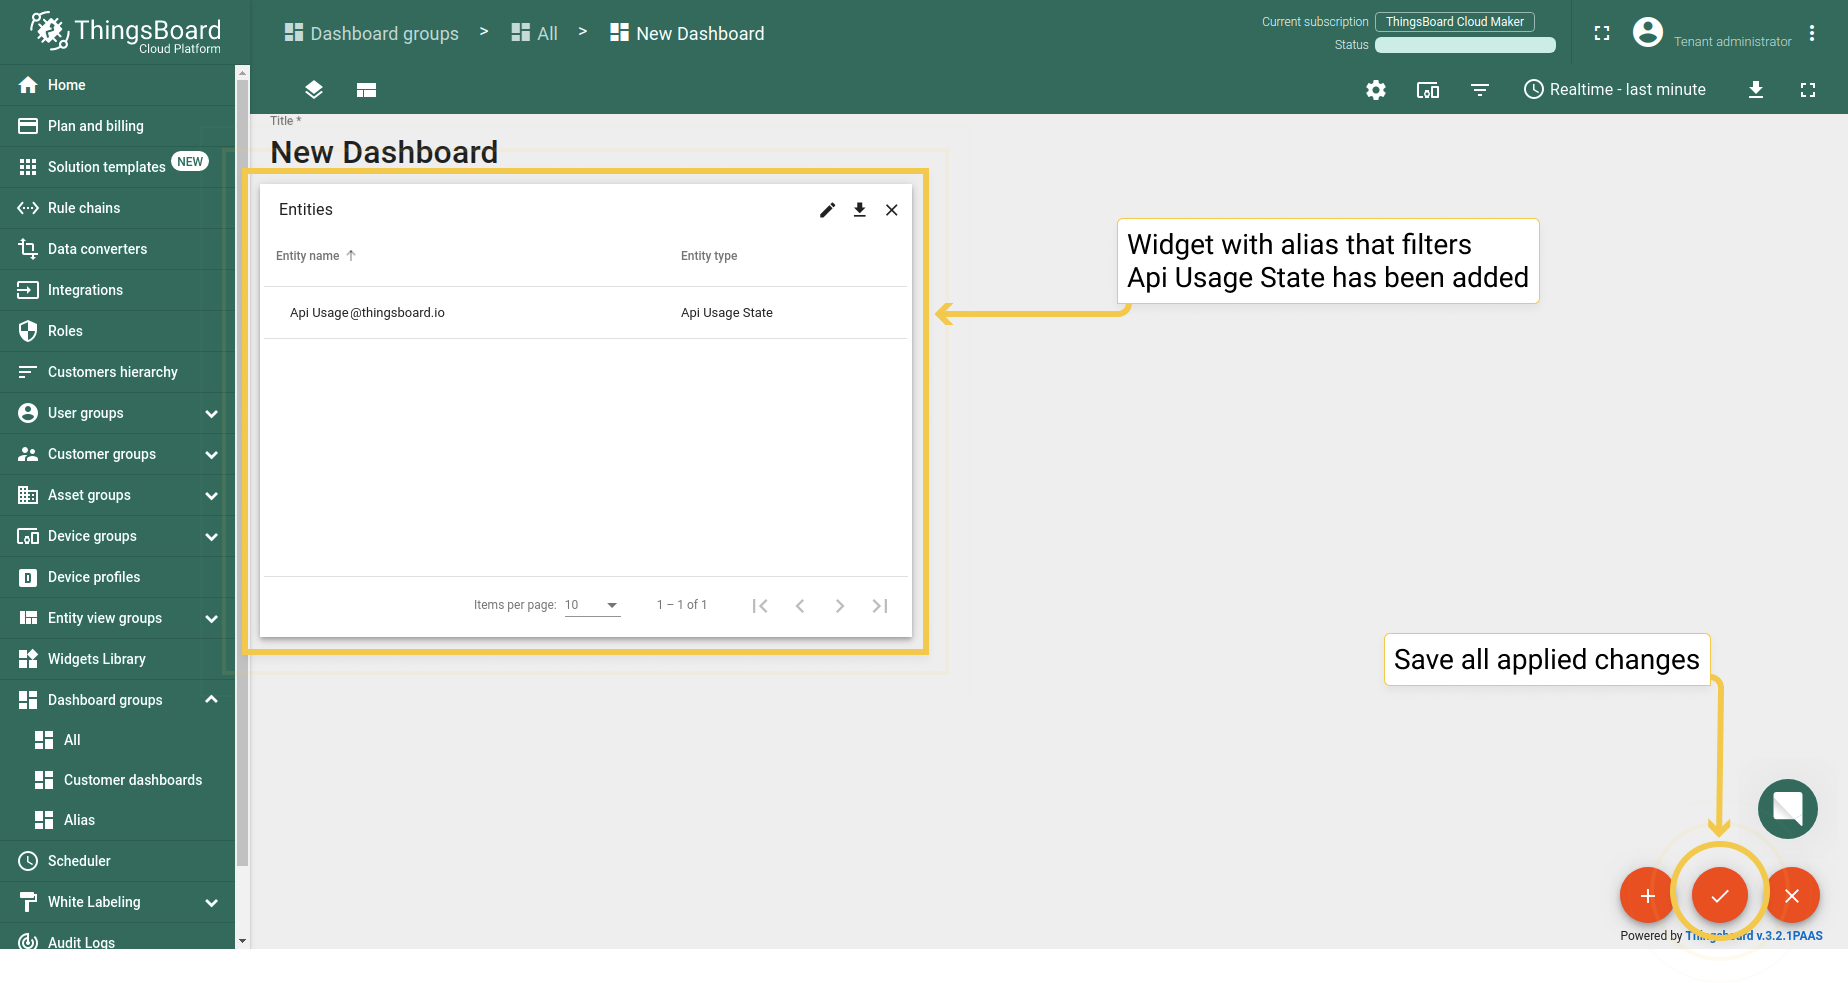 ThingsBoard
Cloud Platform
Dashboard groups > All > New Dashboard
Current subscription ThingsBoard Cloud Maker
Status
Tenant administrator
Realtime - last minute
Home
Plan and billing
Solution templates NEW
Rule chains
Data converters
Integrations
Roles
Customers hierarchy
User groups
Customer groups
Asset groups
Device groups
Device profiles
Entity view groups
Widgets Library
Dashboard groups
All
Customer dashboards
Alias
Scheduler
White Labeling
Audit Logs
Title *
New Dashboard
Entities
Entity name Entity type
Api Usage@thingsboard.io Api Usage State
Items per page: 10 1 – 1 of 1
Widget with alias that filters
Api Usage State has been added
Save all applied changes
Powered by Thingsboard v.3.2.1PAAS